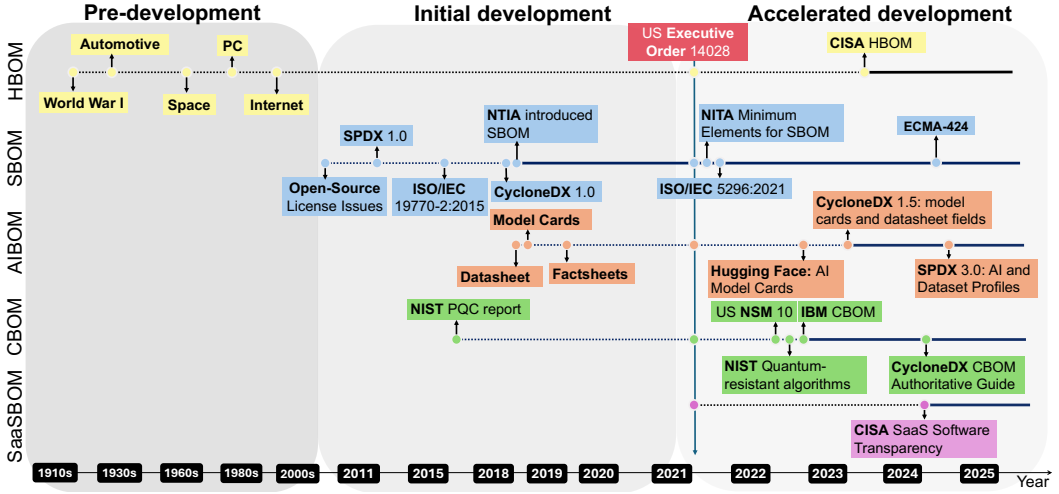 Pre-development
Initial development
Accelerated development
HBOM
Automotive
PC
World War I
Space
Internet
US Executive
Order 14028
CISA HBOM
SBOM
SPDX 1.0
NTIA introduced
SBOM
NITA Minimum
Elements for SBOM
ECMA-424
Open-Source
License Issues
ISO/IEC
19770-2:2015
CycloneDX 1.0
ISO/IEC 5296:2021
AIBOM
Model Cards
CycloneDX 1.5: model
cards and datasheet fields
Datasheet
Factsheets
Hugging Face: AI
Model Cards
SPDX 3.0: AI and
Dataset Profiles
CBOM
NIST PQC report
US NSM 10
IBM CBOM
NIST Quantum-
resistant algorithms
CycloneDX CBOM
Authoritative Guide
SaaSBOM
CISA SaaS Software
Transparency
1910s
1930s
1960s
1980s
2000s
2011
2015
2018
2019
2020
2021
2022
2023
2024
2025
Year